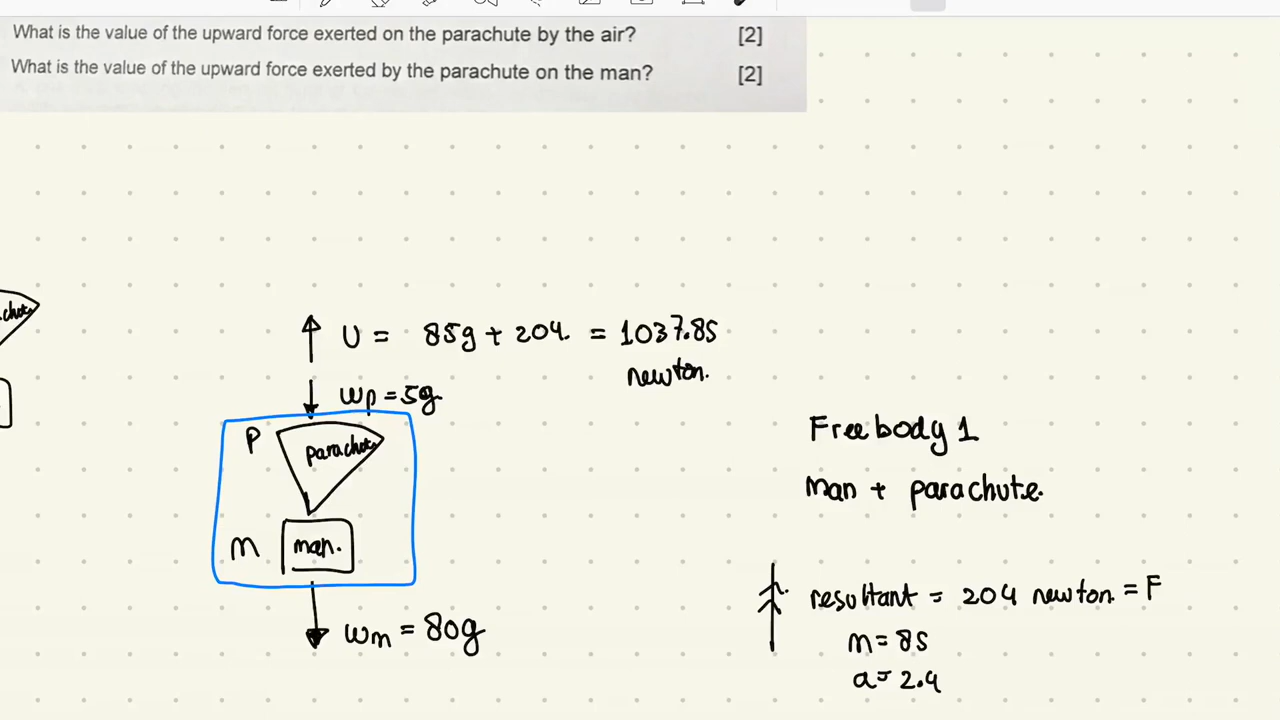 What is the value of the upward force exerted on the parachute by the air? [2]
What is the value of the upward force exerted by the parachute on the man? [2]
U = 85g + 204. = 1037.85
newton.
wp = 5g
P parachute
M man.
wm = 80g
Free body 1
Man + parachute.
resultant = 204 newton = F
m = 85
a = 2.4